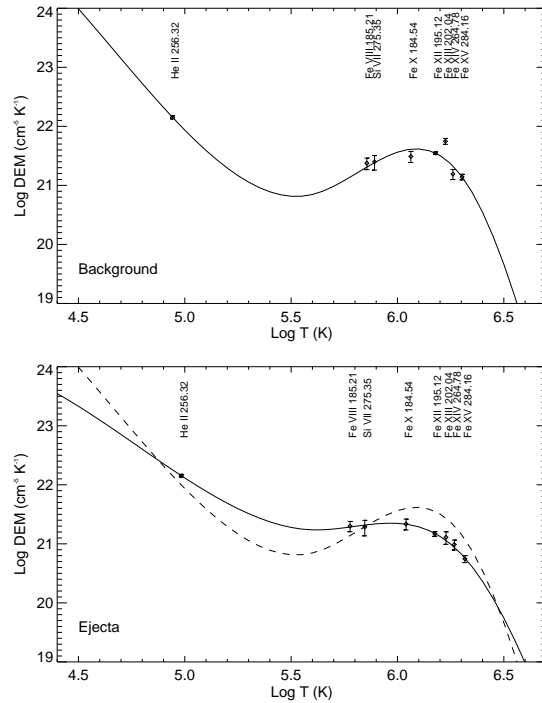 24
23
22
21
20
19
Log DEM (cm⁻⁵ K⁻¹)
He II 256.32
Fe VIII 185.21
Si VII 275.35
Fe X 184.54
Fe XII 195.12
Fe XIII 202.04
Fe XIV 264.78
Fe XV 284.16
Background
4.5 5.0 5.5 6.0 6.5
Log T (K)
24
23
22
21
20
19
Log DEM (cm⁻⁵ K⁻¹)
He II 256.32
Fe VIII 185.21
Si VII 275.35
Fe X 184.54
Fe XII 195.12
Fe XIII 202.04
Fe XIV 264.78
Fe XV 284.16
Ejecta
4.5 5.0 5.5 6.0 6.5
Log T (K)